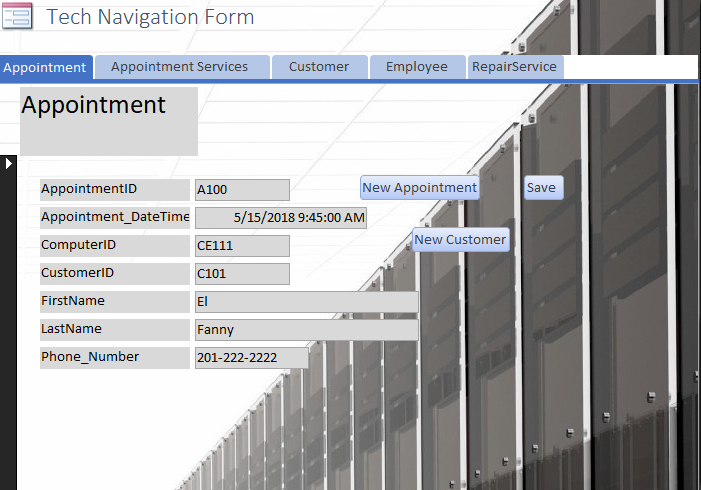 Tech Navigation Form
Appointment Appointment Services Customer Employee RepairService
Appointment
AppointmentID A100 New Appointment Save
Appointment_DateTime 5/15/2018 9:45:00 AM
ComputerID CE111 New Customer
CustomerID C101
FirstName El
LastName Fanny
Phone_Number 201-222-2222